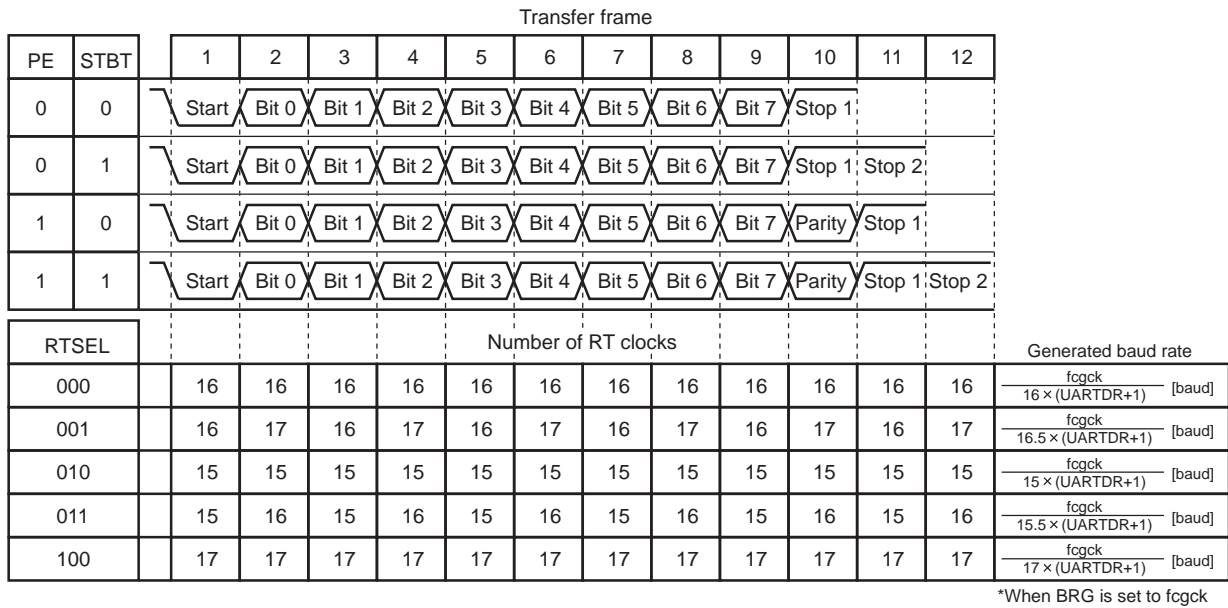 Transfer frame
PE STBT 1 2 3 4 5 6 7 8 9 10 11 12
0 0 Start Bit 0 Bit 1 Bit 2 Bit 3 Bit 4 Bit 5 Bit 6 Bit 7 Stop 1
0 1 Start Bit 0 Bit 1 Bit 2 Bit 3 Bit 4 Bit 5 Bit 6 Bit 7 Stop 1 Stop 2
1 0 Start Bit 0 Bit 1 Bit 2 Bit 3 Bit 4 Bit 5 Bit 6 Bit 7 Parity Stop 1
1 1 Start Bit 0 Bit 1 Bit 2 Bit 3 Bit 4 Bit 5 Bit 6 Bit 7 Parity Stop 1 Stop 2
RTSEL Number of RT clocks Generated baud rate
000 16 16 16 16 16 16 16 16 16 16 16 16 fcgck
16 × (UARTDR+1) [baud]
001 16 17 16 17 16 17 16 17 16 17 16 17 fcgck
16.5 × (UARTDR+1) [baud]
010 15 15 15 15 15 15 15 15 15 15 15 15 fcgck
15 × (UARTDR+1) [baud]
011 15 16 15 16 15 16 15 16 15 16 15 16 fcgck
15.5 × (UARTDR+1) [baud]
100 17 17 17 17 17 17 17 17 17 17 17 17 fcgck
17 × (UARTDR+1) [baud]
*When BRG is set to fcgck